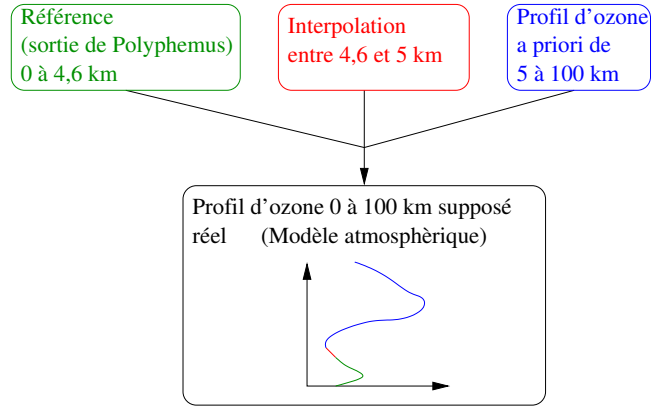 Référence
(sortie de Polyphemus)
0 à 4,6 km
Interpolation
entre 4,6 et 5 km
Profil d'ozone
a priori de
5 à 100 km
Profil d'ozone 0 à 100 km supposé
réel (Modèle atmosphèrique)